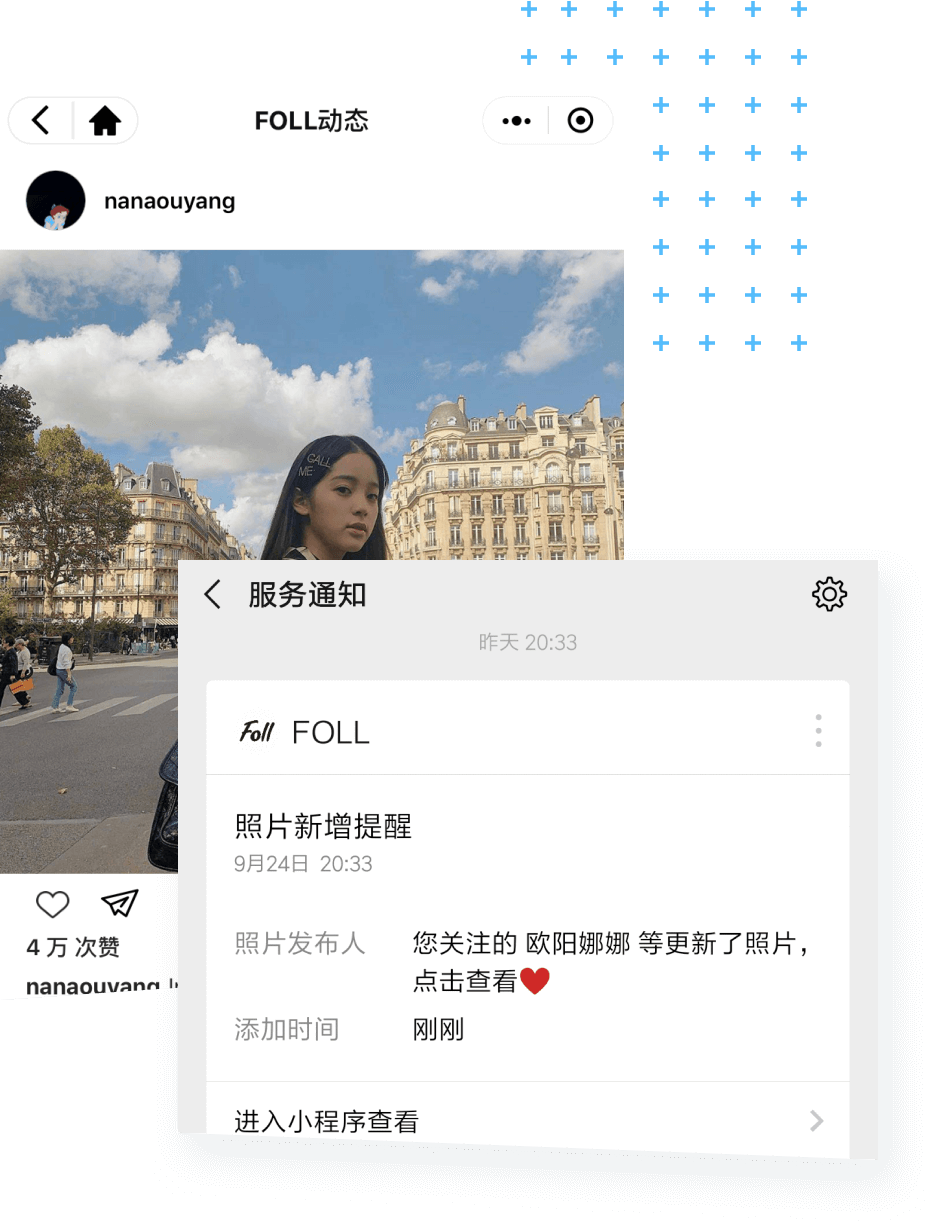 FOLL动态
nanaouyang
CALL
ME
服务通知
昨天 20:33
Foll FOLL
照片新增提醒
9月24日 20:33
照片发布人 您关注的 欧阳娜娜 等更新了照片，
点击查看❤️
添加时间 刚刚
进入小程序查看
4 万 次赞
nanaouyang